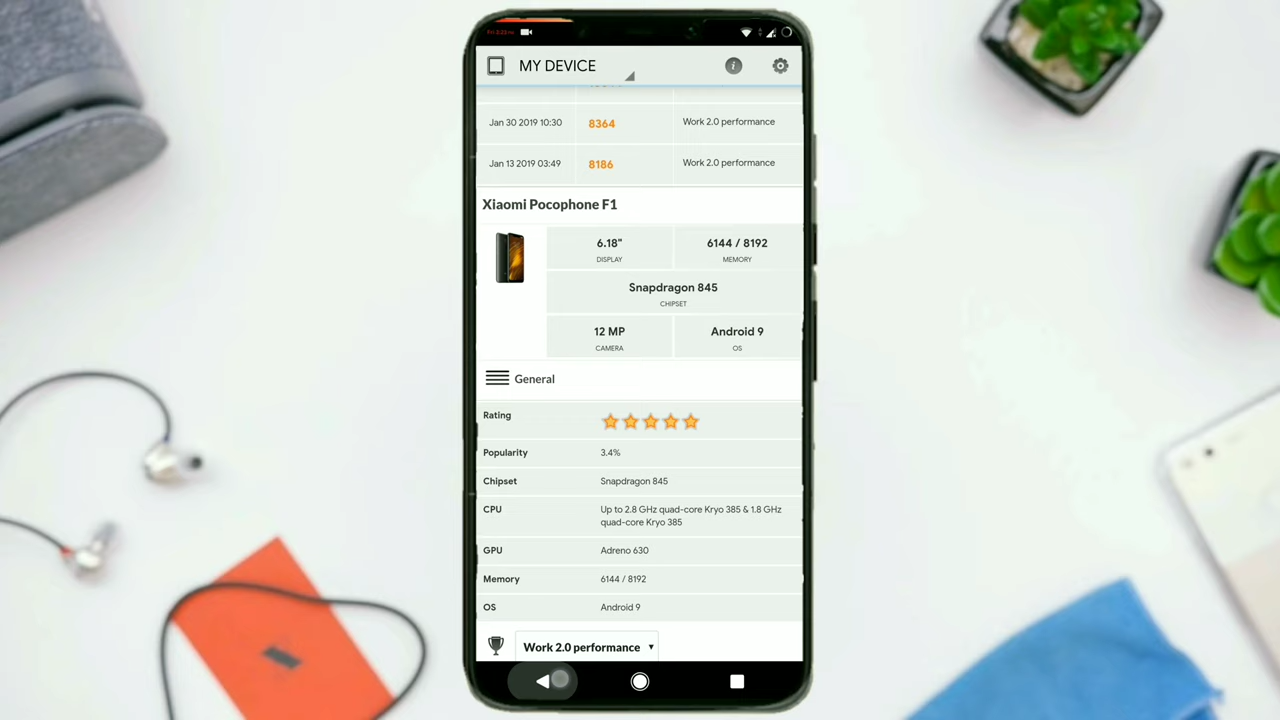 MY DEVICE
Jan 30 2019 10:30 8364 Work 2.0 performance
Jan 13 2019 03:49 8186 Work 2.0 performance
Xiaomi Pocophone F1
6.18" 6144 / 8192
DISPLAY MEMORY
Snapdragon 845
CHIPSET
12 MP Android 9
CAMERA OS
General
Rating
Popularity 3.4%
Chipset Snapdragon 845
CPU Up to 2.8 GHz quad-core Kryo 385 & 1.8 GHz
quad-core Kryo 385
GPU Adreno 630
Memory 6144 / 8192
OS Android 9
Work 2.0 performance